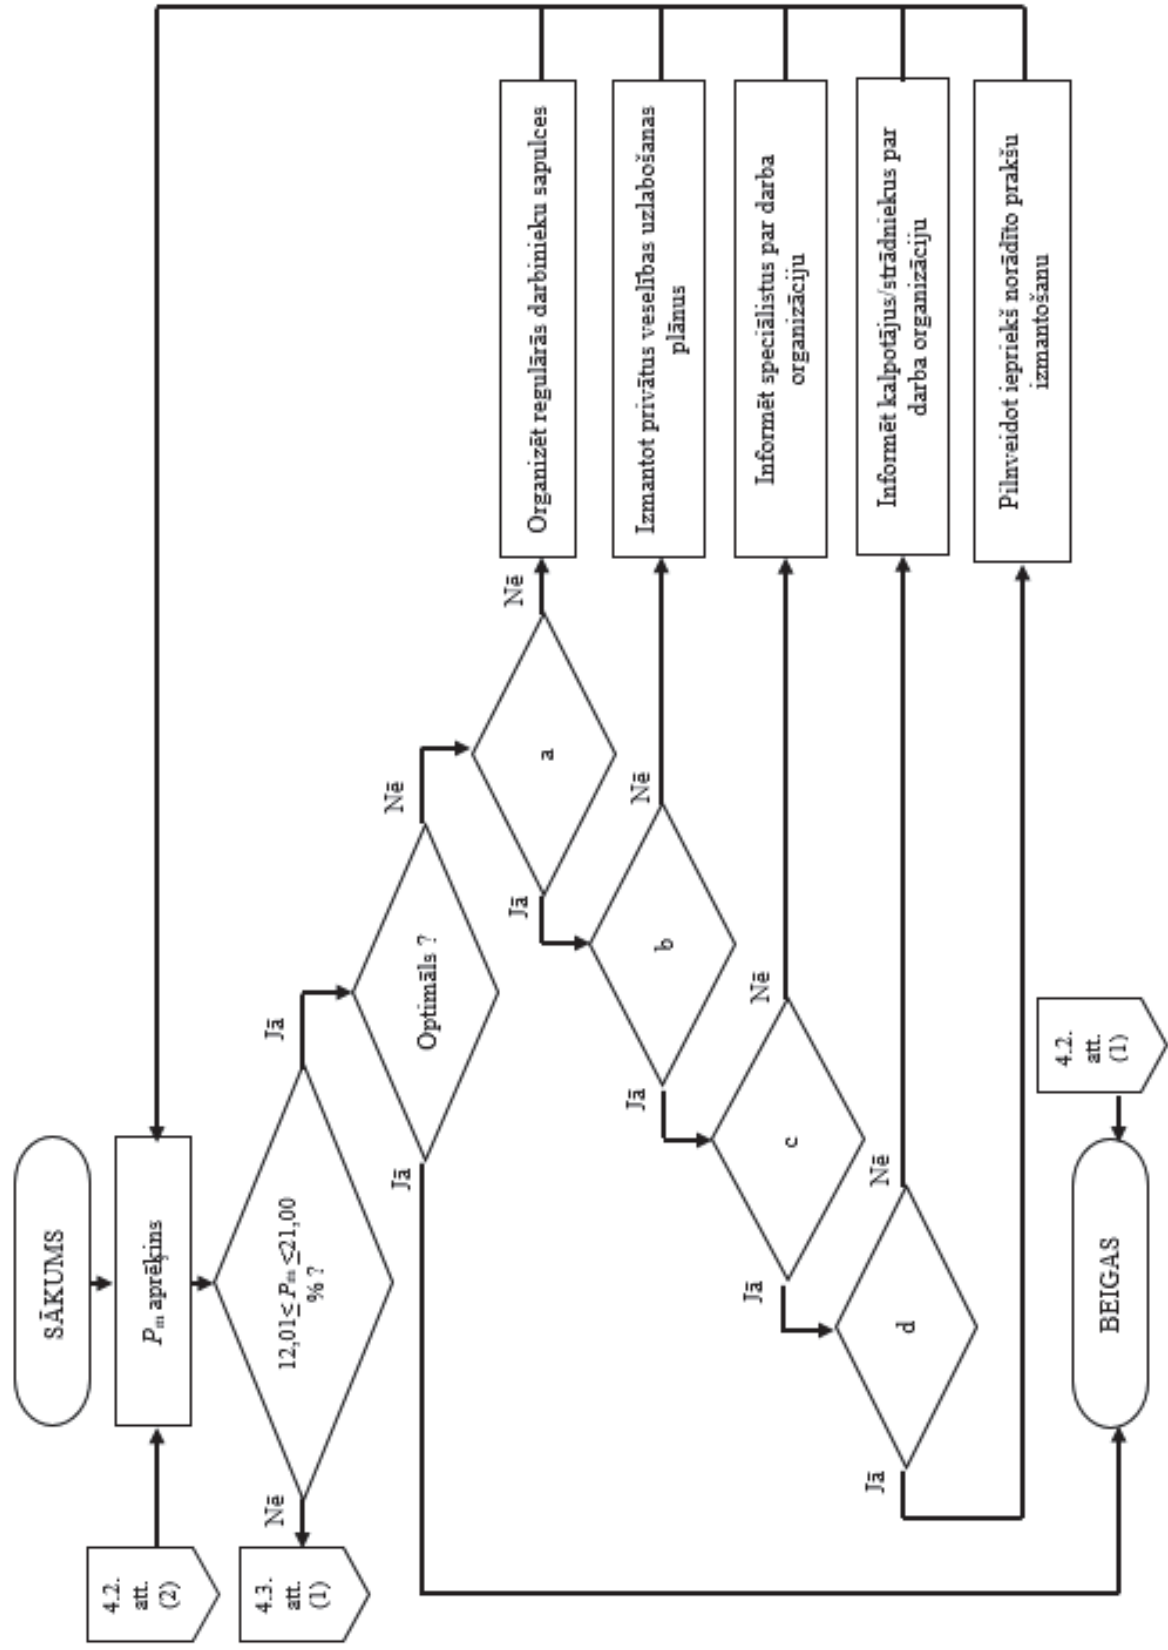 SĀKUMS
4.2.
att.
(2)
Pm aprēķins
4.3.
att.
(1)
Nē
12,01≤ Pm ≤21,00
% ?
Jā
Jā
Optimāls ?
Nē
Jā
a
Nē
Organizēt regulārās darbinieku sapulces
Jā
b
Nē
Izmantot privātus veselības uzlabošanas
plānus
Jā
c
Nē
Informēt speciālistus par darba
organizāciju
Jā
d
Nē
Informēt kalpotājus/strādniekus par
darba organizāciju
Pilnveidot iepriekš norādīto prakšu
izmantošanu
4.2.
att.
(1)
BEIGAS